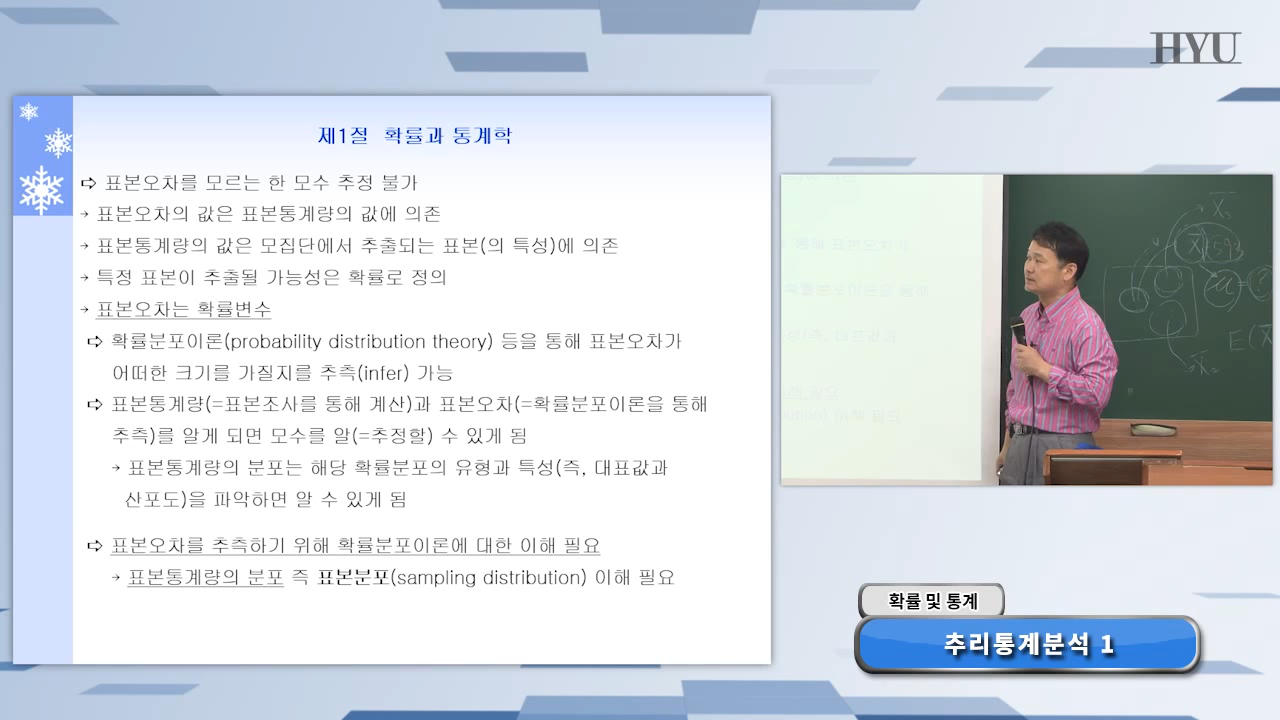 HYU
제1절 확률과 통계학
⇨ 표본오차를 모르는 한 모수 추정 불가
→ 표본오차의 값은 표본통계량의 값에 의존
→ 표본통계량의 값은 모집단에서 추출되는 표본(의 특성)에 의존
→ 특정 표본이 추출될 가능성은 확률로 정의
→ 표본오차는 확률변수
⇨ 확률분포이론(probability distribution theory) 등을 통해 표본오차가
어떠한 크기를 가질지를 추측(infer) 가능
⇨ 표본통계량(=표본조사를 통해 계산)과 표본오차(=확률분포이론을 통해
추측)를 알게 되면 모수를 알(=추정할) 수 있게 됨
→ 표본통계량의 분포는 해당 확률분포의 유형과 특성(즉, 대표값과
산포도)을 파악하면 알 수 있게 됨
⇨ 표본오차를 추측하기 위해 확률분포이론에 대한 이해 필요
→ 표본통계량의 분포 즉 표본분포(sampling distribution) 이해 필요
확률 및 통계
추리통계분석 1